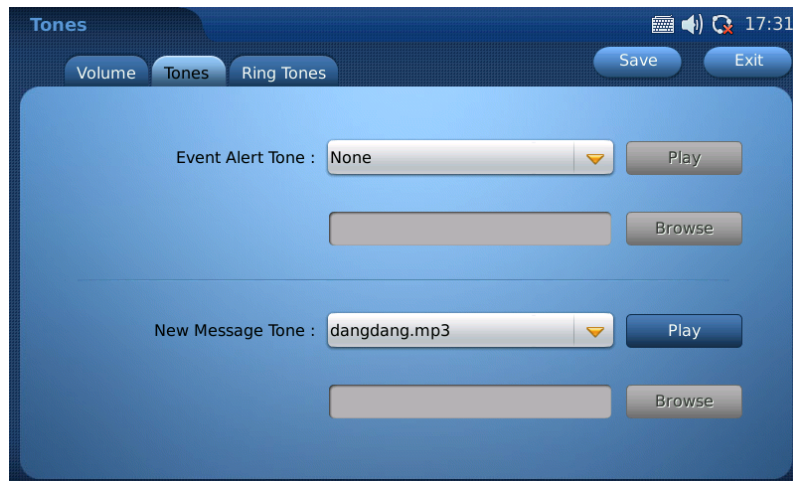 Tones 17:31
Volume Tones Ring Tones Save Exit
Event Alert Tone : None Play
Browse
New Message Tone : dangdang.mp3 Play
Browse